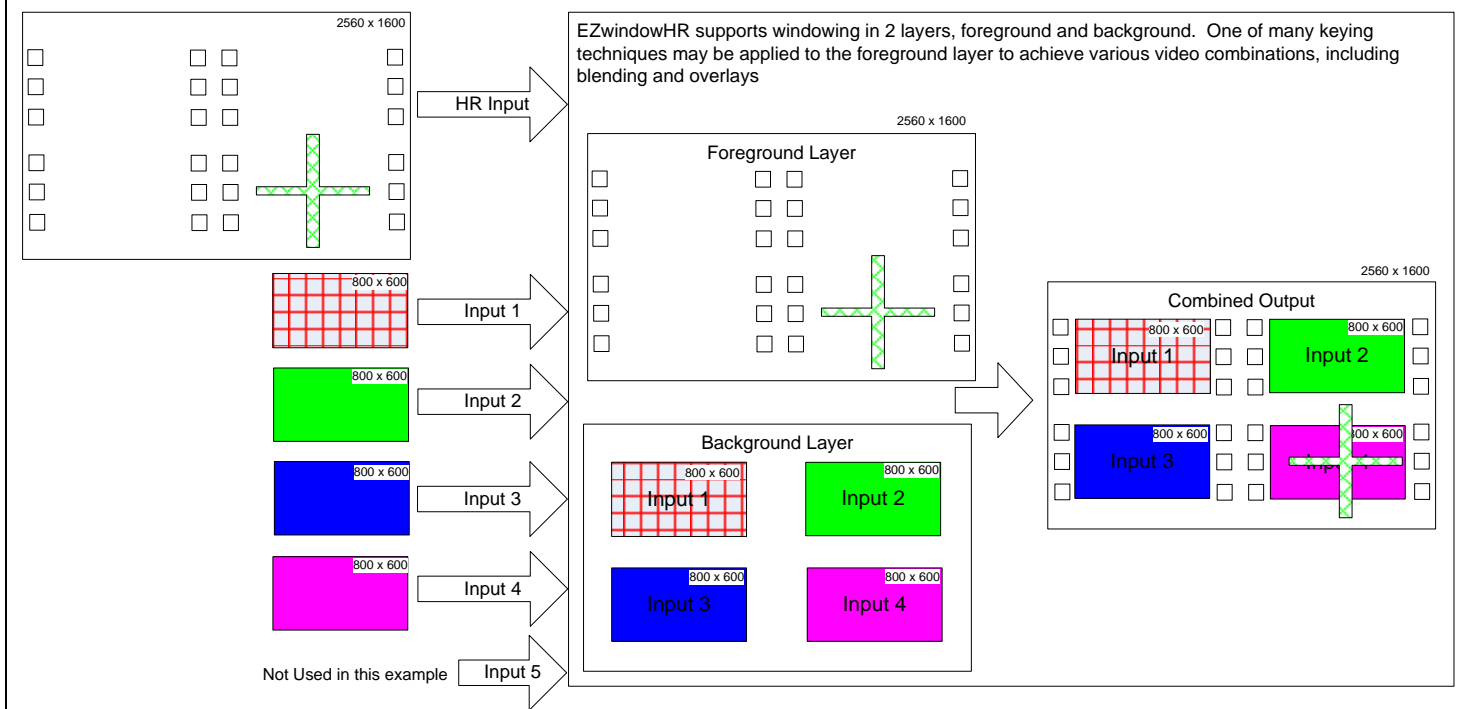 2560 x 1600
EZwindowHR supports windowing in 2 layers, foreground and background.  One of many keying
techniques may be applied to the foreground layer to achieve various video combinations, including
blending and overlays
HR Input
2560 x 1600
Foreground Layer
800 x 600
Input 1
800 x 600
Input 2
800 x 600
Input 3
800 x 600
Input 4
Not Used in this example
Input 5
Background Layer
800 x 600
Input 1
800 x 600
Input 2
800 x 600
Input 3
800 x 600
Input 4
2560 x 1600
Combined Output
800 x 600
Input 1
800 x 600
Input 2
800 x 600
Input 3
x 600